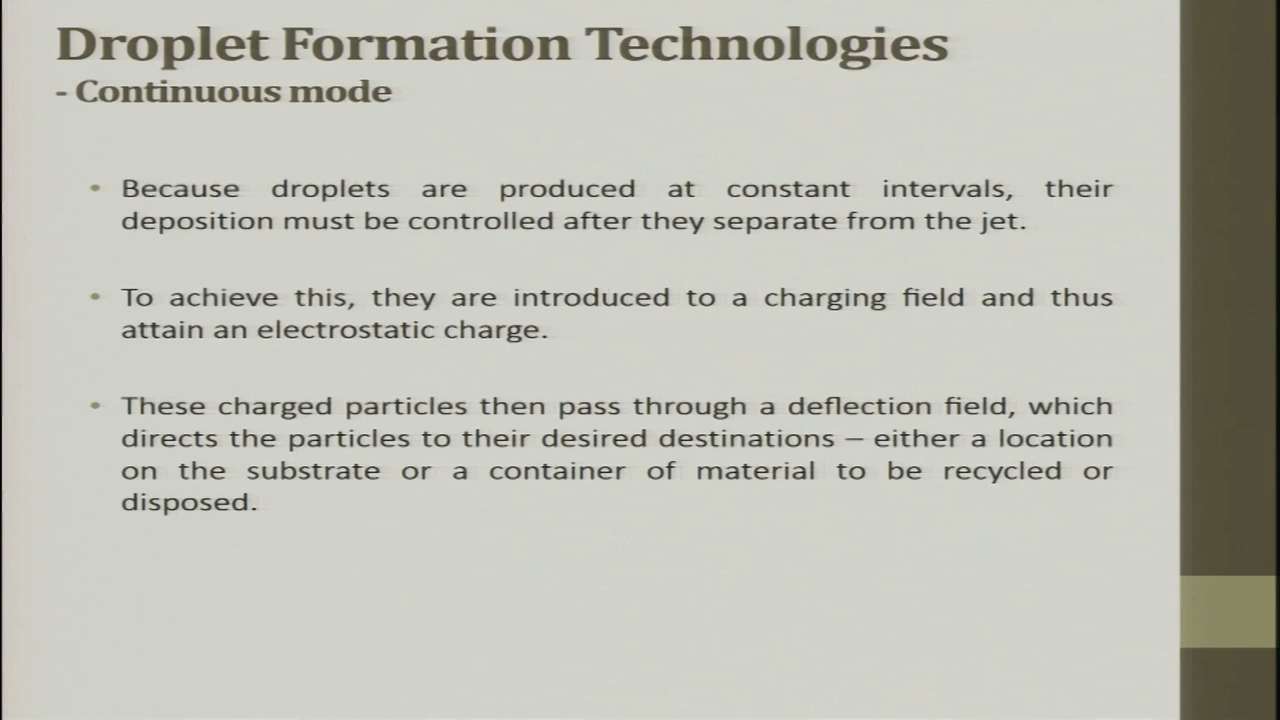 Droplet Formation Technologies
- Continuous mode
• Because droplets are produced at constant intervals, their
deposition must be controlled after they separate from the jet.
• To achieve this, they are introduced to a charging field and thus
attain an electrostatic charge.
• These charged particles then pass through a deflection field, which
directs the particles to their desired destinations – either a location
on the substrate or a container of material to be recycled or
disposed.